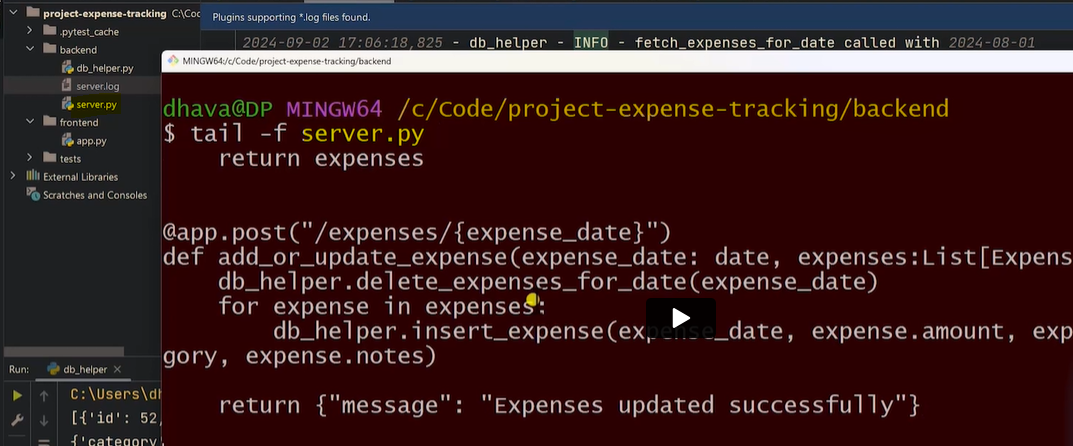 project-expense-tracking C:\Coc
.pytest_cache
backend
db_helper.py
server.log
server.py
frontend
app.py
tests
External Libraries
Scratches and Consoles
Plugins supporting *.log files found.
2024-09-02 17:06:18,825 - db_helper - INFO - fetch_expenses_for_date called with 2024-08-01
MINGW64:/c/Code/project-expense-tracking/backend
dhava@DP MINGW64 /c/Code/project-expense-tracking/backend
$ tail -f server.py
return expenses
@app.post("/expenses/{expense_date}")
def add_or_update_expense(expense_date: date, expenses:List[Expens
db_helper.delete_expenses_for_date(expense_date)
for expense in expenses:
db_helper.insert_expense(expense_date, expense.amount, exp
gory, expense.notes)
return {"message": "Expenses updated successfully"}
Run: db_helper
C:\Users\dh
[{'id': 52,
{'category'